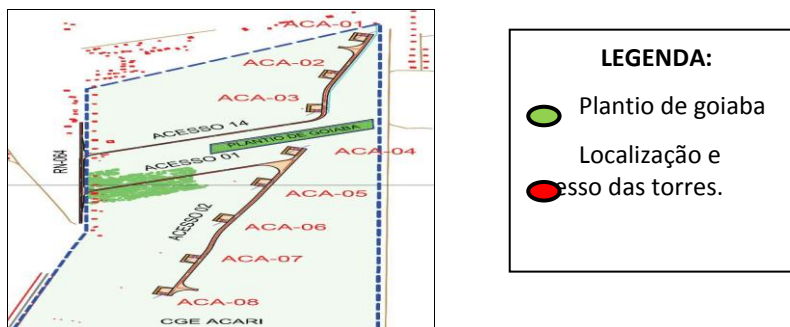 ACA-01
ACA-02
ACA-03
ACESSO 14
PLANTIO DE GOIABA
ACA-04
RN-064
ACESSO 01
ACA-05
ACESSO 02
ACA-06
ACA-07
ACA-08
CGE ACARI
LEGENDA:
Plantio de goiaba
Localização e
esso das torres.